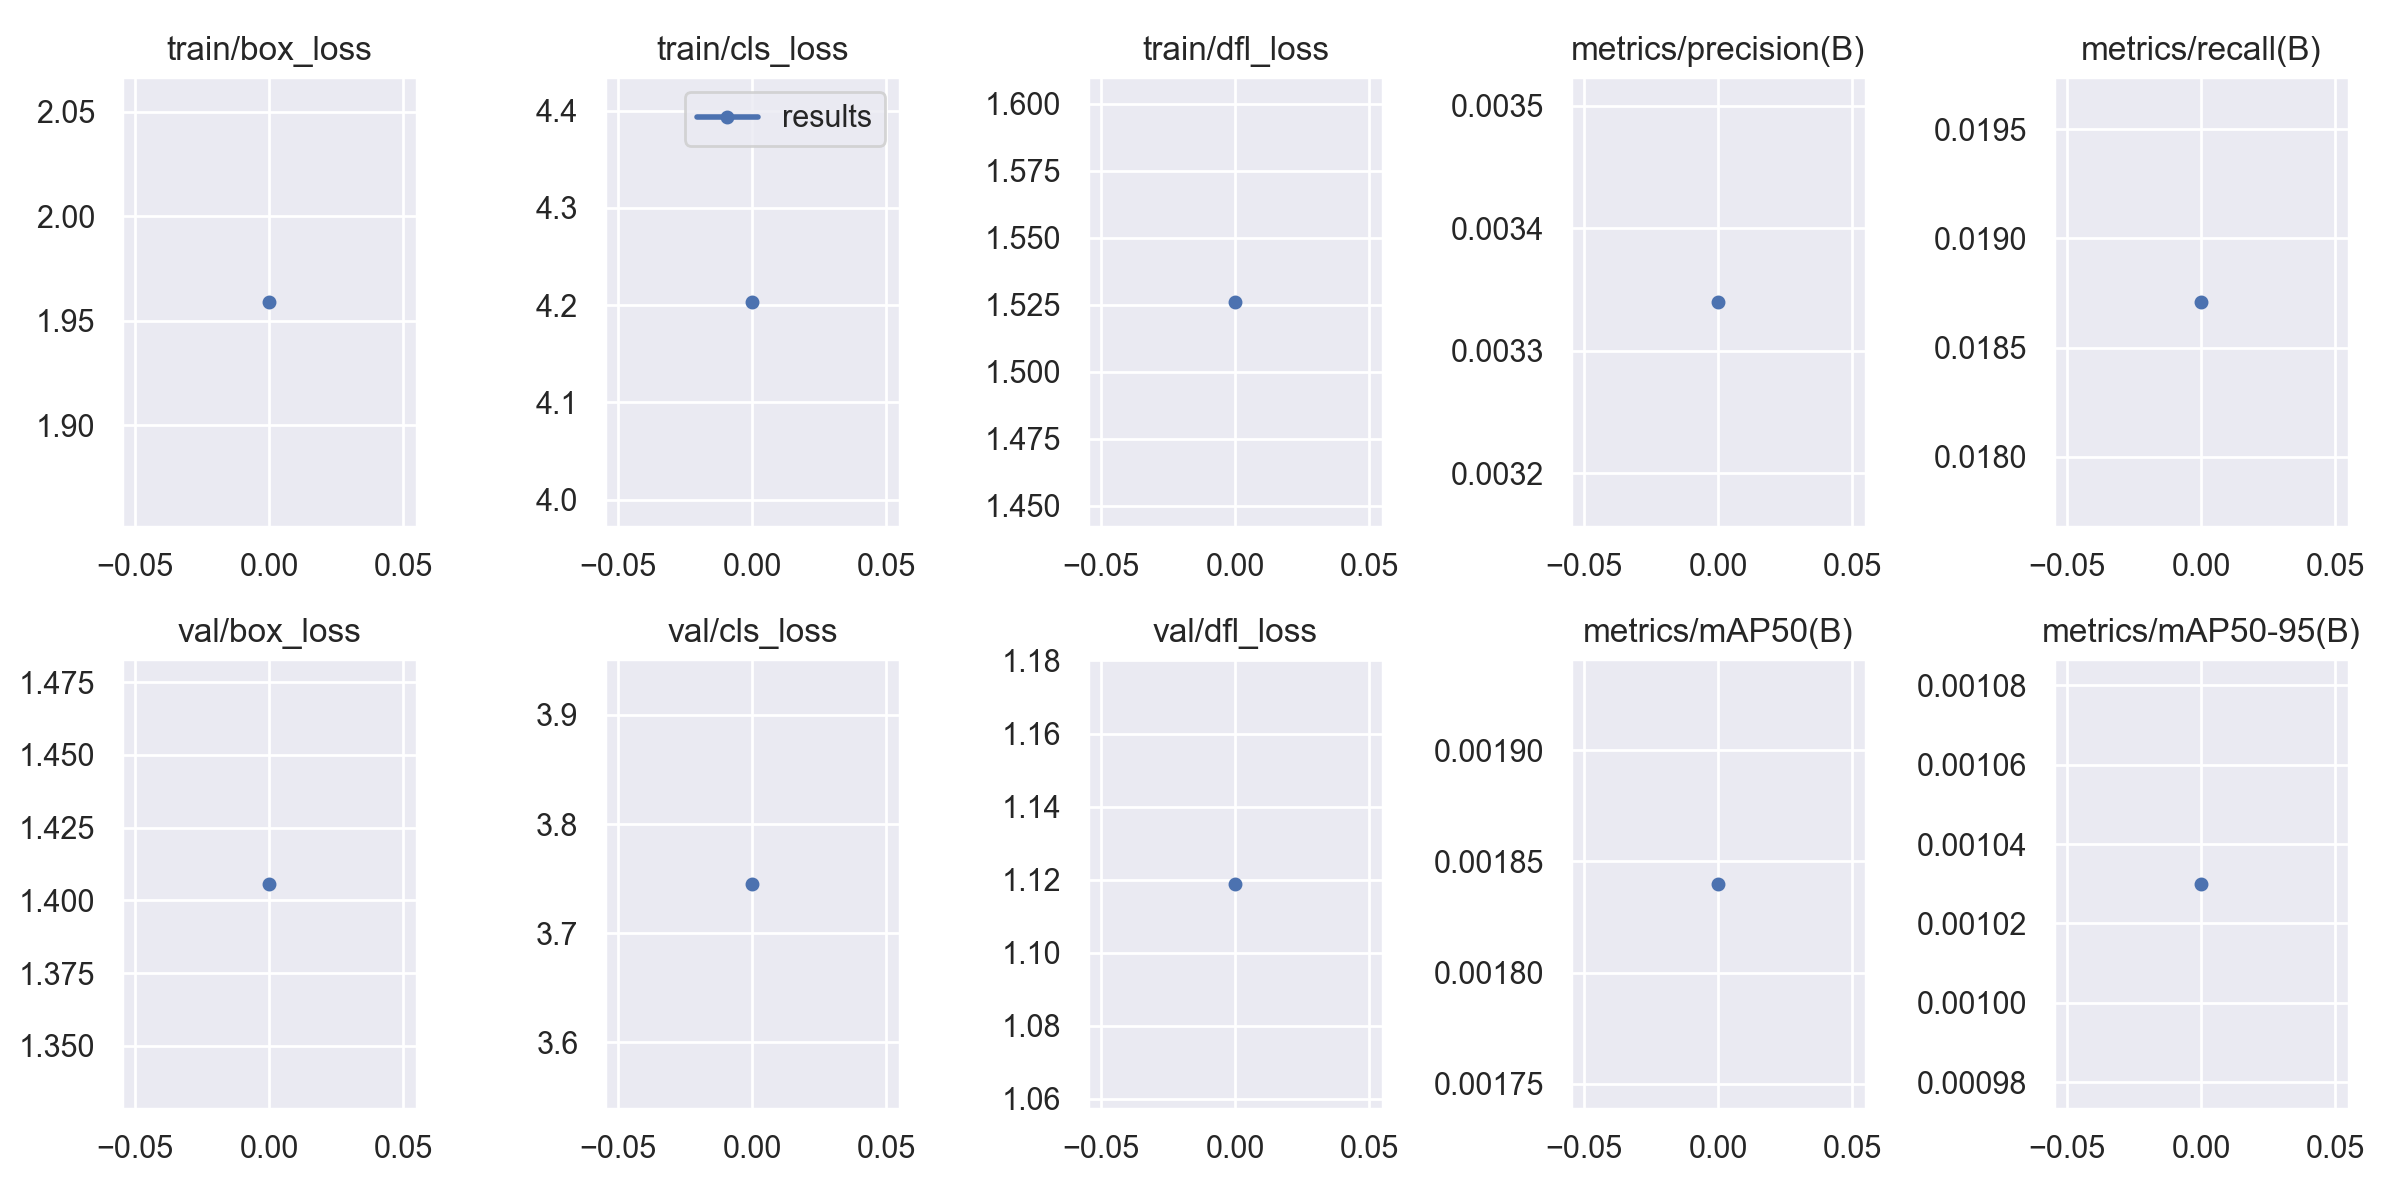 train/box_loss
2.05
2.00
1.95
1.90
−0.05 0.00 0.05
train/cls_loss
results
4.4
4.3
4.2
4.1
4.0
−0.05 0.00 0.05
train/dfl_loss
1.600
1.575
1.550
1.525
1.500
1.475
1.450
−0.05 0.00 0.05
metrics/precision(B)
0.0035
0.0034
0.0033
0.0032
−0.05 0.00 0.05
metrics/recall(B)
0.0195
0.0190
0.0185
0.0180
−0.05 0.00 0.05
val/box_loss
1.475
1.450
1.425
1.400
1.375
1.350
−0.05 0.00 0.05
val/cls_loss
3.9
3.8
3.7
3.6
−0.05 0.00 0.05
val/dfl_loss
1.18
1.16
1.14
1.12
1.10
1.08
1.06
−0.05 0.00 0.05
metrics/mAP50(B)
0.00190
0.00185
0.00180
0.00175
−0.05 0.00 0.05
metrics/mAP50-95(B)
0.00108
0.00106
0.00104
0.00102
0.00100
0.00098
−0.05 0.00 0.05